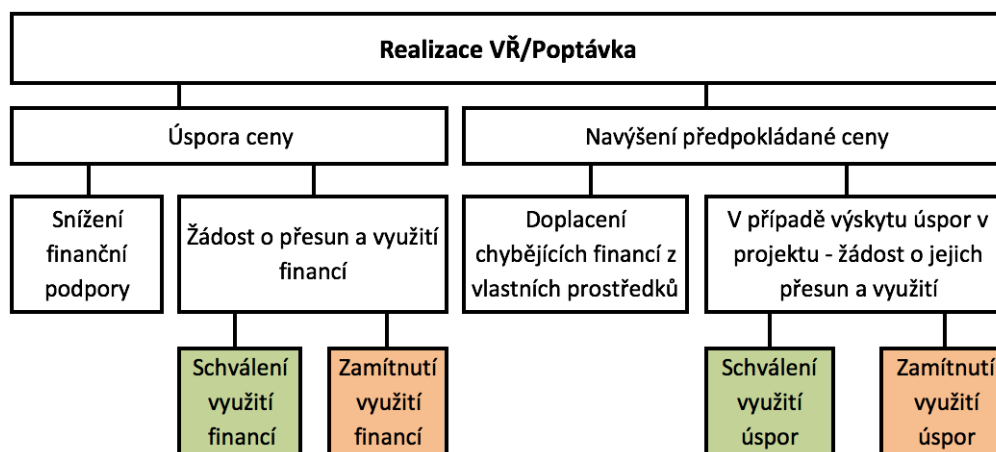 Realizace VŘ/Poptávka
Úspora ceny
Navýšení předpokládané ceny
Snížení
finanční
podpory
Žádost o přesun a využití
financí
Doplacení
chybějících financí z
vlastních prostředků
V případě výskytu úspor v
projektu - žádost o jejich
přesun a využití
Schválení
využití
financí
Zamítnutí
využití
financí
Schválení
využití
úspor
Zamítnutí
využití
úspor